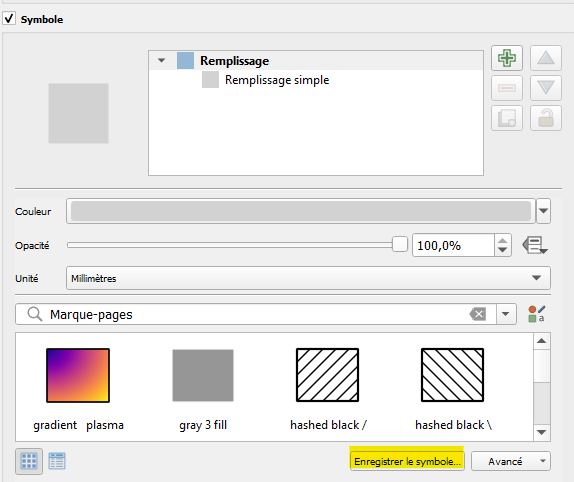 Symbole
Remplissage
Remplissage simple
Couleur
Opacité
100,0%
Unité
Millimètres
Marque-pages
a
gradient plasma
gray 3 fill
hashed black /
hashed black \
Enregistrer le symbole...
Avancé